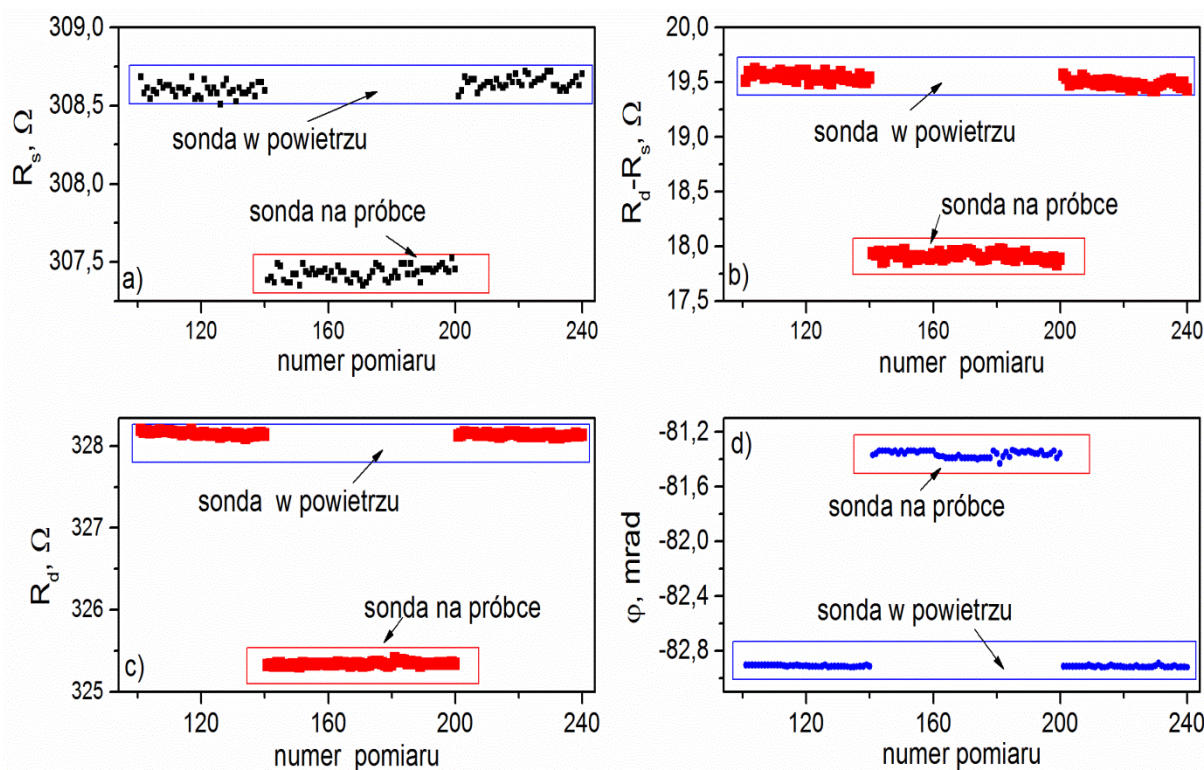 309,0
308,5
308,0
307,5
R_s, Ω
sonda w powietrzu
sonda na próbce
a)
120 160 200 240
numer pomiaru
20,0
19,5
19,0
18,5
18,0
17,5
R_d-R_s, Ω
sonda w powietrzu
sonda na próbce
b)
120 160 200 240
numer pomiaru
328
327
326
325
R_d, Ω
sonda w powietrzu
sonda na próbce
c)
120 160 200 240
numer pomiaru
-81,2
-81,6
-82,0
-82,4
-82,8
φ, mrad
d)
sonda na próbce
sonda w powietrzu
120 160 200 240
numer pomiaru